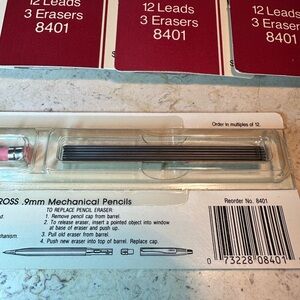 12 Leads
3 Erasers
8401
12 Leads
3 Erasers
8401
12 Leads
3 Erasers
8401
Order in multiples of 12.
ROSS .9mm Mechanical Pencils
TO REPLACE PENCIL ERASER:
1. Remove pencil cap from barrel.
2. To release eraser, insert a pointed object into window
at base of eraser and push up.
3. Pull old eraser from barrel.
4. Push new eraser into top of barrel. Replace cap.
chanism.
Reorder No. 8401
0 73228 08401